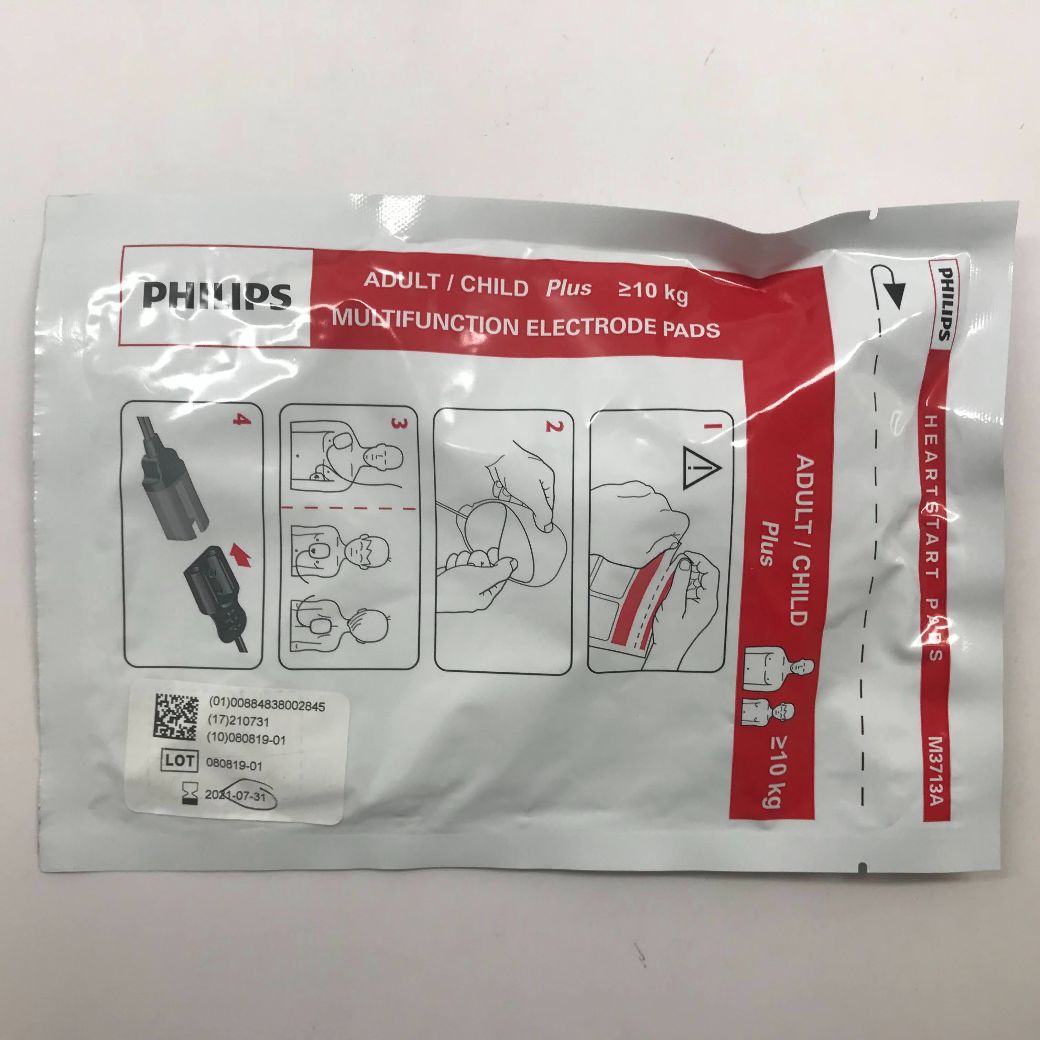 PHILIPS
ADULT / CHILD Plus ≥10 kg
MULTIFUNCTION ELECTRODE PADS
4
3
2
1
ADULT / CHILD
Plus
≥10 kg
PHILIPS
HEARTSTART PADS
M3713A
(01)00884838002845
(17)210731
(10)080819-01
LOT 080819-01
2021-07-31